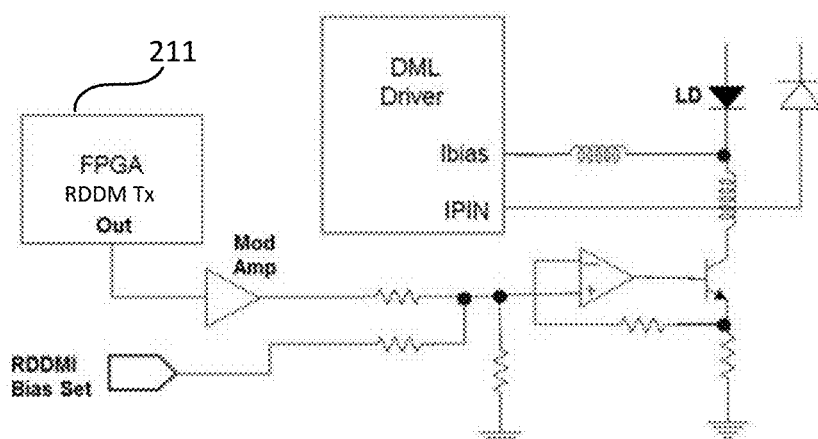 211
DML
Driver
LD
FPGA
RDDM Tx
Out
Ibias
IPIN
Mod
Amp
RDDMI
Bias Set